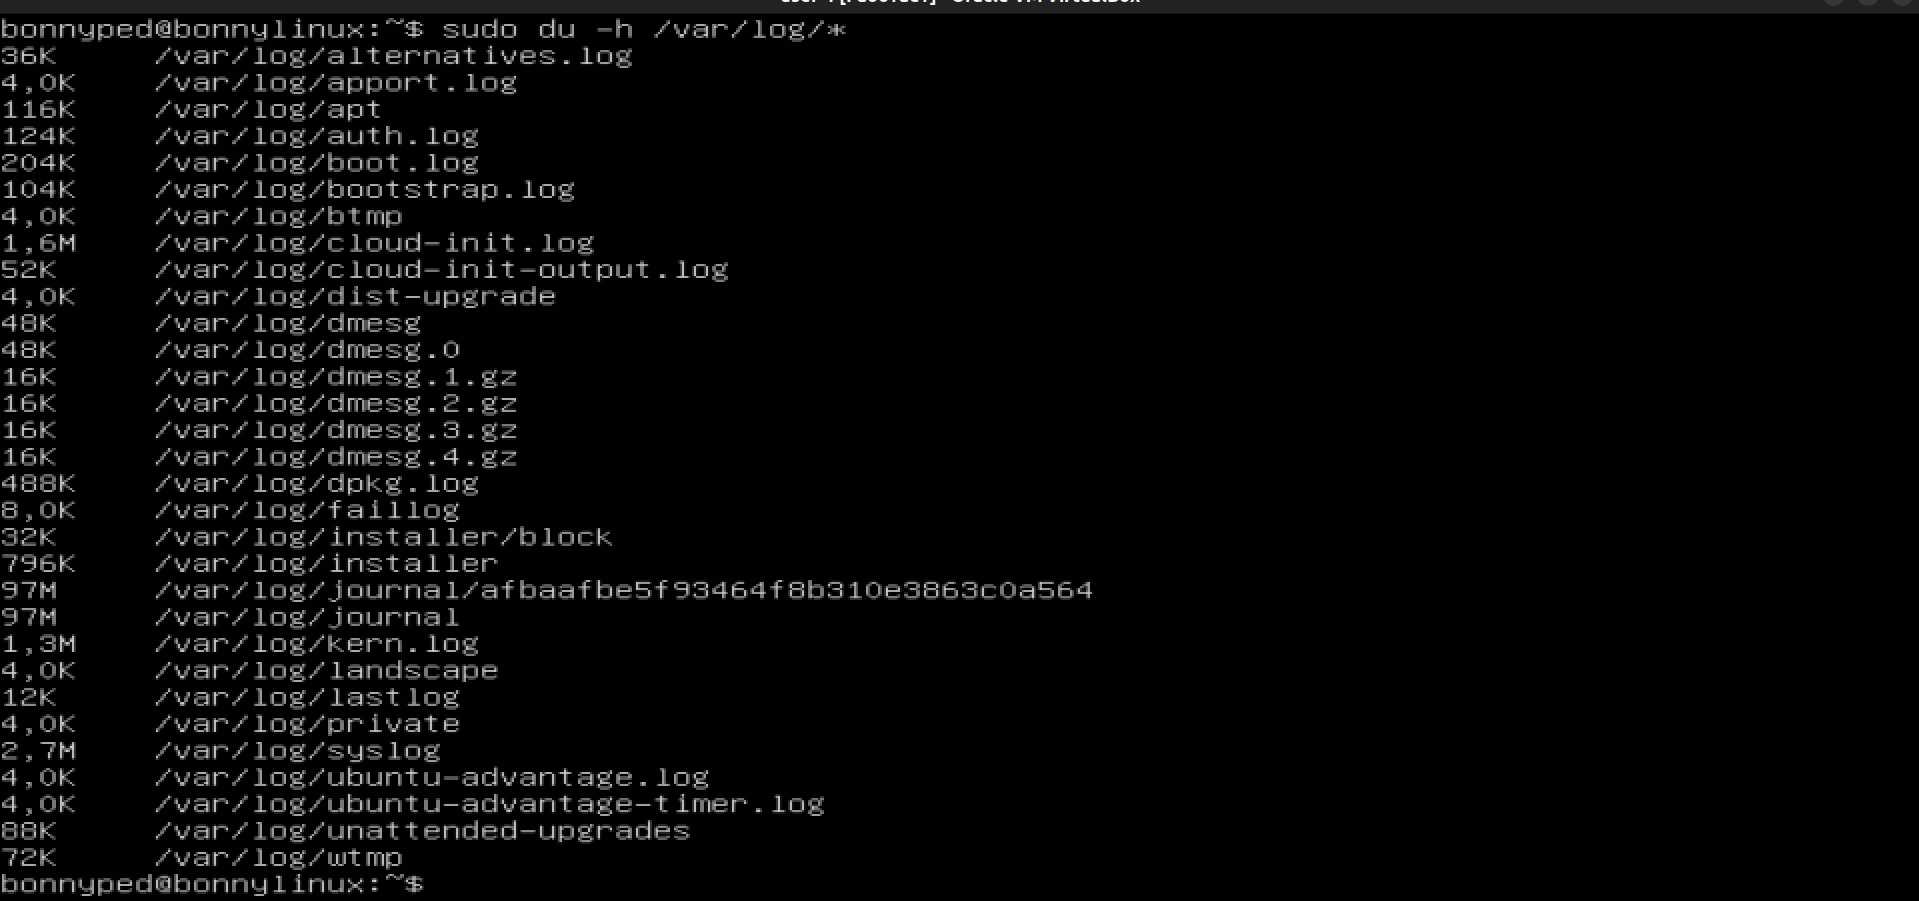 bonnyped@bonnylinux:~$ sudo du -h /var/log/*
36K /var/log/alternatives.log
4,0K /var/log/apport.log
116K /var/log/apt
124K /var/log/auth.log
204K /var/log/boot.log
104K /var/log/bootstrap.log
4,0K /var/log/btmp
1,6M /var/log/cloud-init.log
52K /var/log/cloud-init-output.log
4,0K /var/log/dist-upgrade
48K /var/log/dmesg
48K /var/log/dmesg.0
16K /var/log/dmesg.1.gz
16K /var/log/dmesg.2.gz
16K /var/log/dmesg.3.gz
16K /var/log/dmesg.4.gz
488K /var/log/dpkg.log
8,0K /var/log/faillog
32K /var/log/installer/block
796K /var/log/installer
97M /var/log/journal/afbaafbe5f93464f8b310e3863c0a564
97M /var/log/journal
1,3M /var/log/kern.log
4,0K /var/log/landscape
12K /var/log/lastlog
4,0K /var/log/private
2,7M /var/log/syslog
4,0K /var/log/ubuntu-advantage.log
4,0K /var/log/ubuntu-advantage-timer.log
88K /var/log/unattended-upgrades
72K /var/log/wtmp
bonnyped@bonnylinux:~$